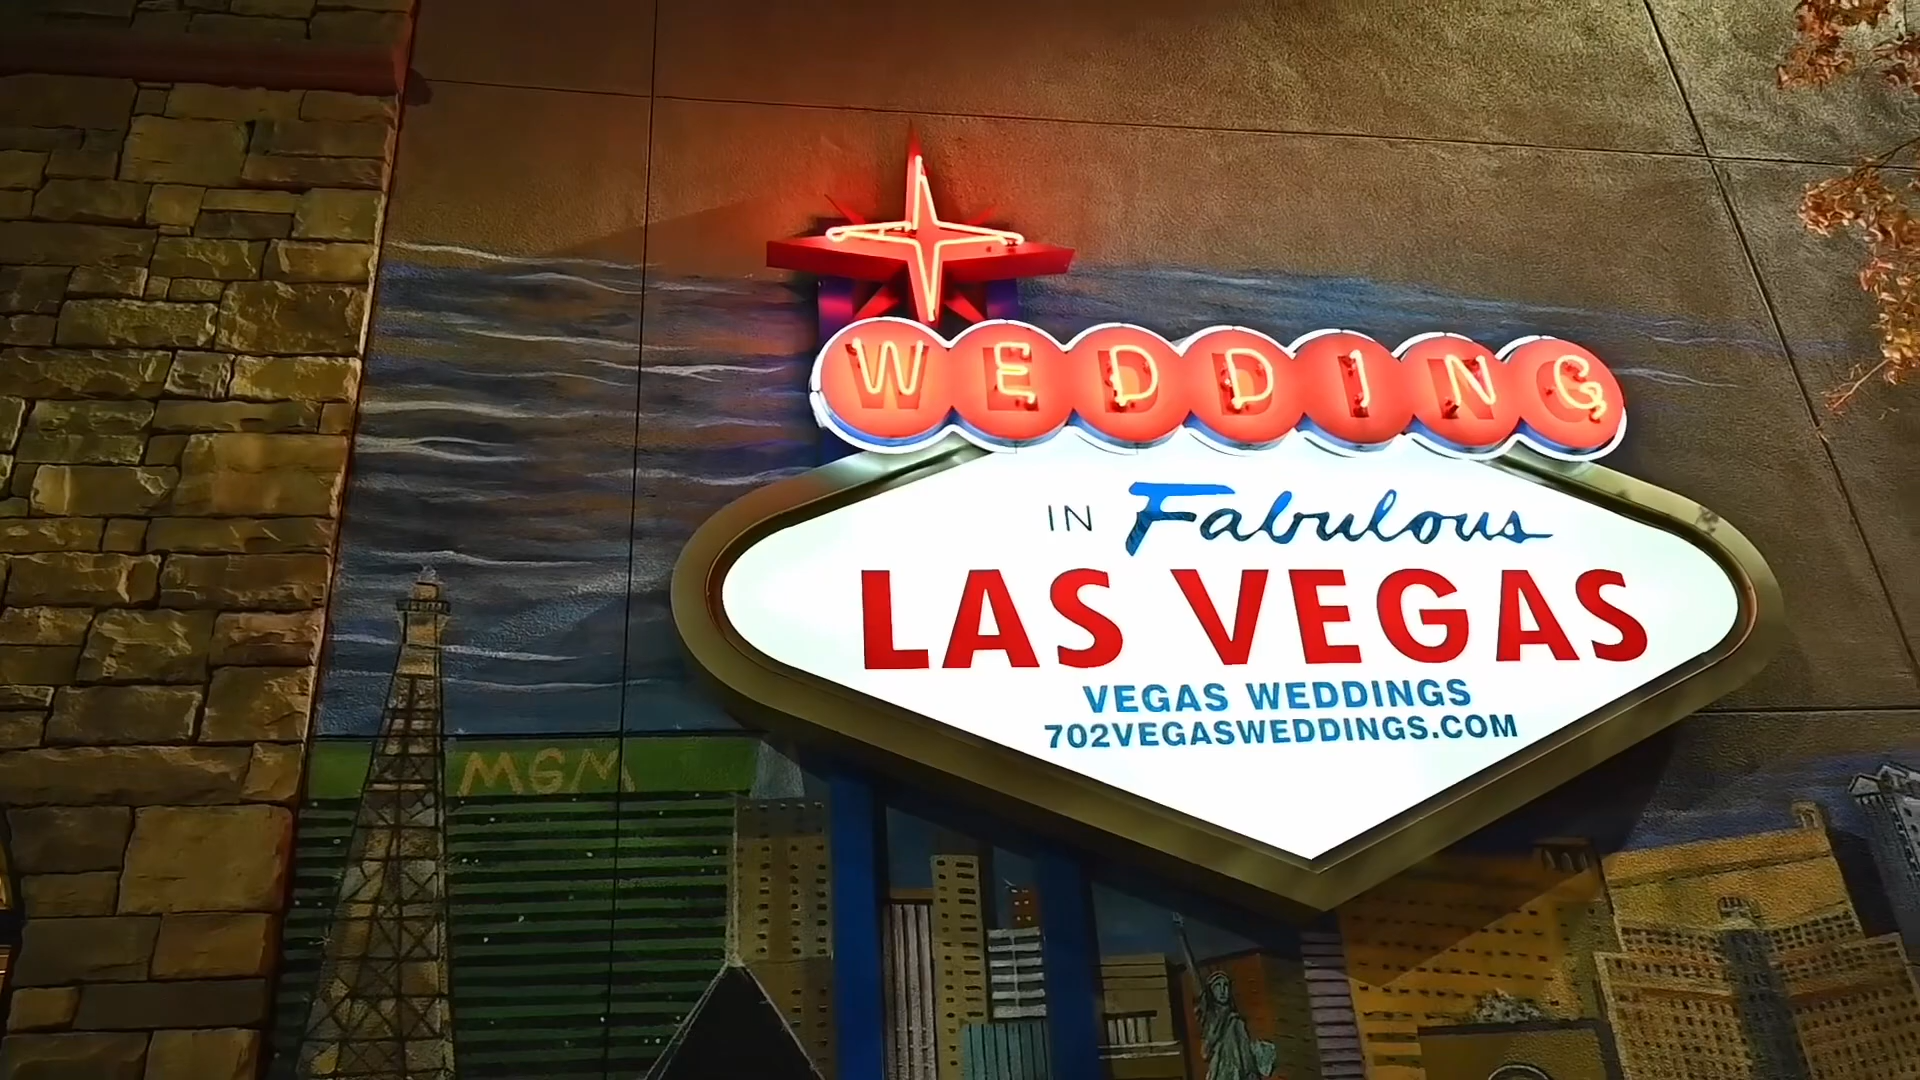 WEDDING
IN Fabulous
LAS VEGAS
VEGAS WEDDINGS
702VEGASWEDDINGS.COM
MGM